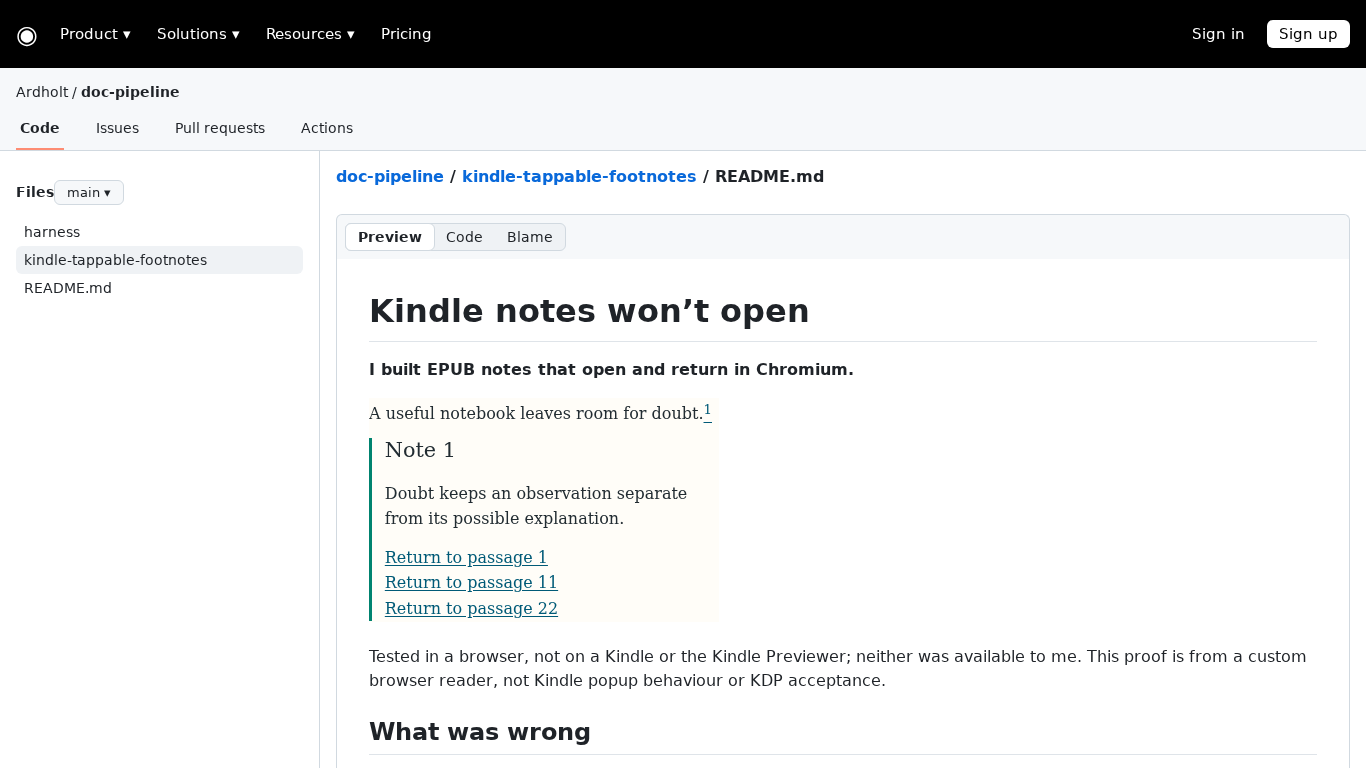 Product ▾ Solutions ▾ Resources ▾ Pricing Sign in Sign up
Ardholt / doc-pipeline
Code Issues Pull requests Actions
Files main ▾
harness
kindle-tappable-footnotes
README.md
doc-pipeline / kindle-tappable-footnotes / README.md
Preview Code Blame
Kindle notes won’t open
I built EPUB notes that open and return in Chromium.
A useful notebook leaves room for doubt.1
Note 1
Doubt keeps an observation separate
from its possible explanation.
Return to passage 1
Return to passage 11
Return to passage 22
Tested in a browser, not on a Kindle or the Kindle Previewer; neither was available to me. This proof is from a custom
browser reader, not Kindle popup behaviour or KDP acceptance.
What was wrong